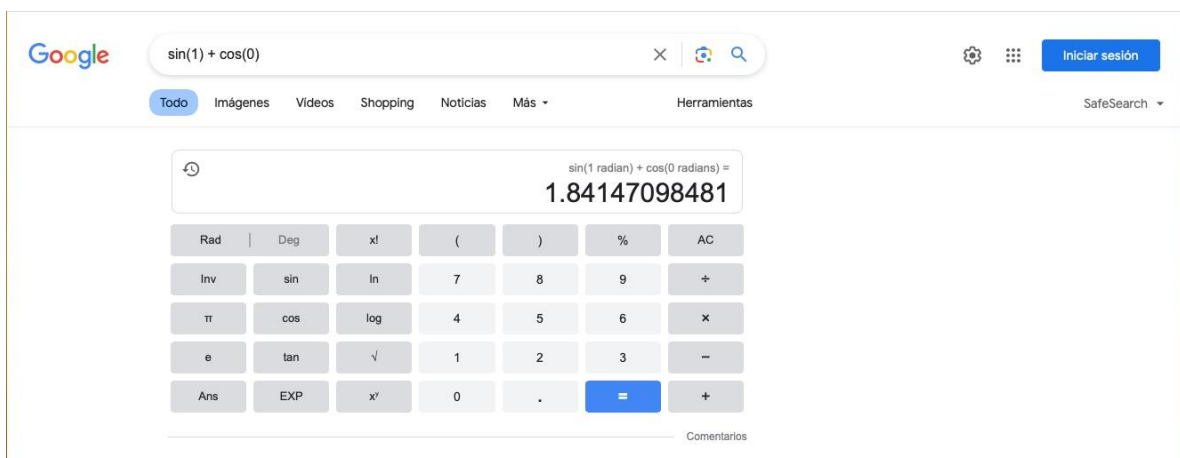 Google sin(1) + cos(0) Iniciar sesión
Todo Imágenes Vídeos Shopping Noticias Más Herramientas SafeSearch
sin(1 radian) + cos(0 radians) =
1.84147098481
Rad | Deg x! ( ) % AC
Inv sin ln 7 8 9 ÷
π cos log 4 5 6 ×
e tan √ 1 2 3 −
Ans EXP xʸ 0 . = +
Comentarios